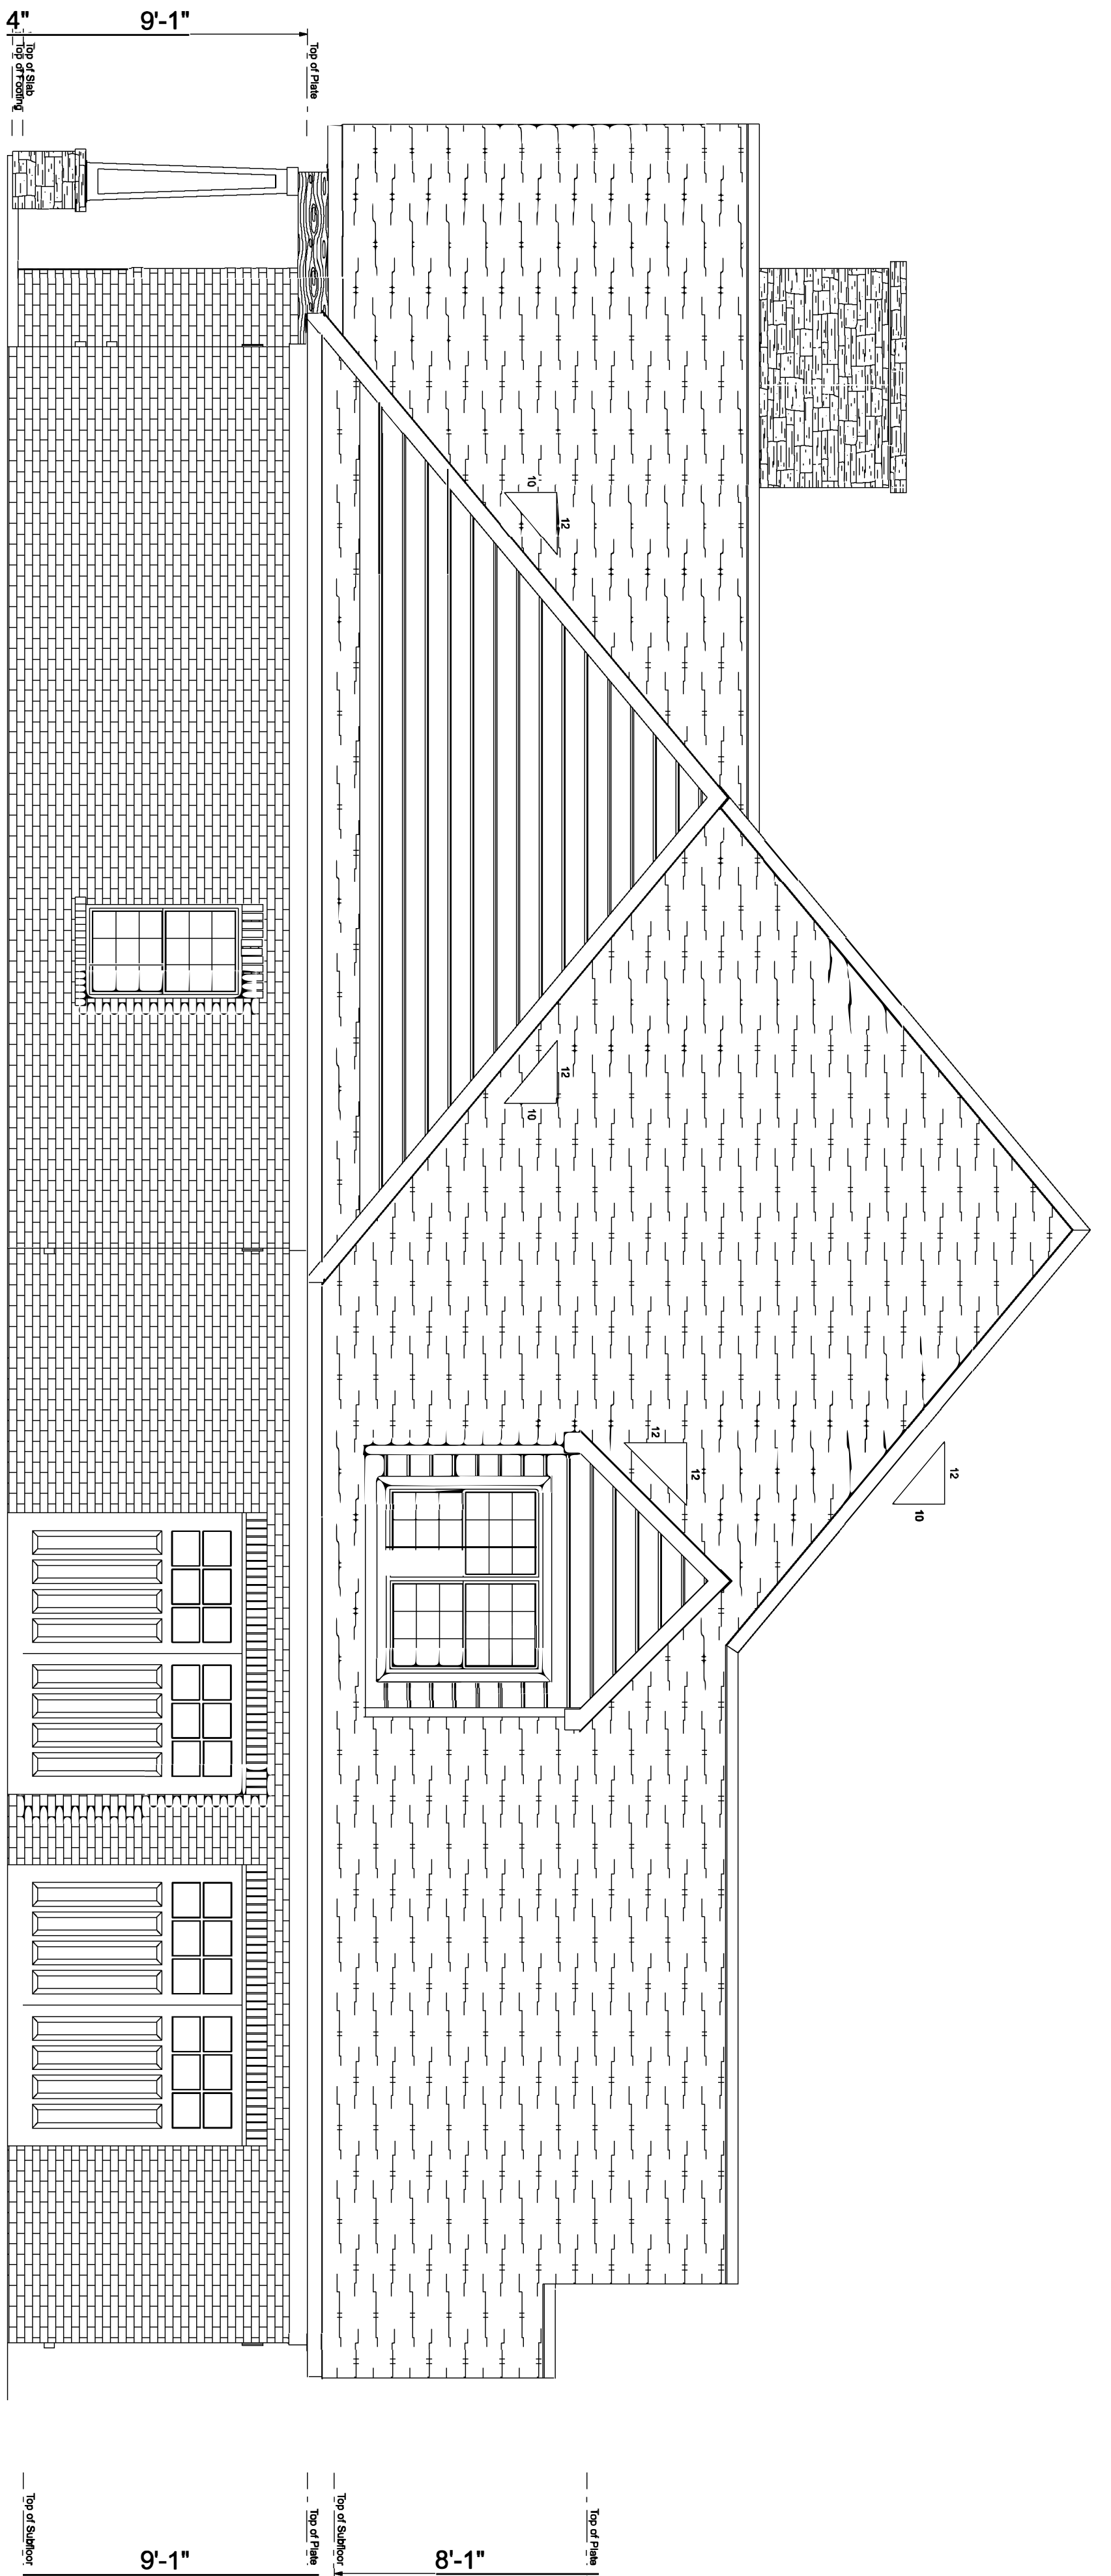 4"
9'-1"
Top of Plate
Top of Slab
Top of Footing
10
12
12
10
12
12
12
10
Top of Subfloor
Top of Plate
Top of Subfloor
Top of Plate
9'-1"
8'-1"